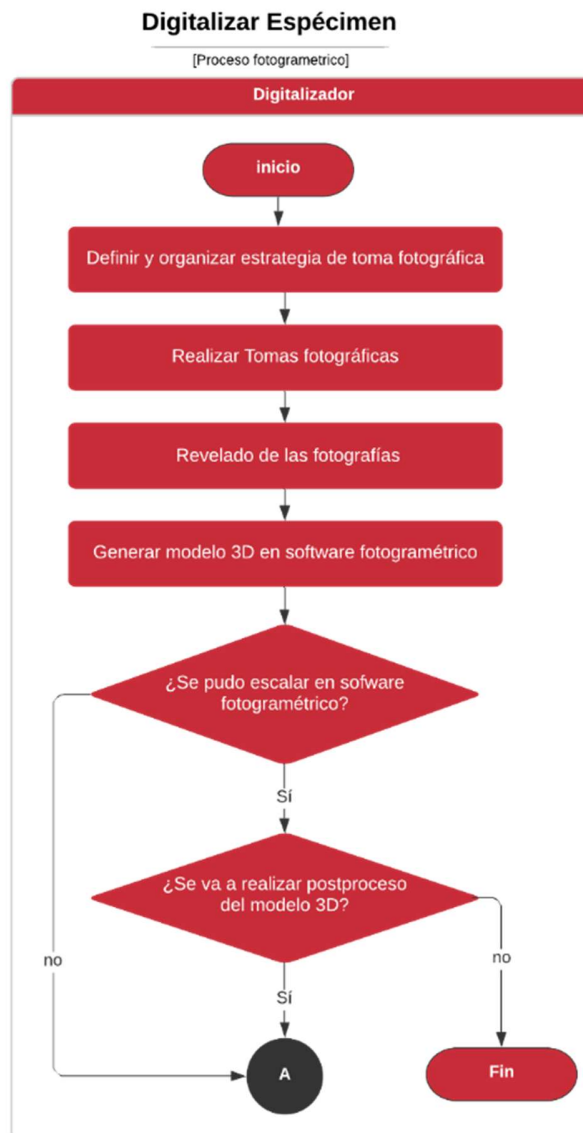 Digitalizar Espécimen
[Proceso fotogrametrico]
Digitalizador
inicio
Definir y organizar estrategia de toma fotográfica
Realizar Tomas fotográficas
Revelado de las fotografías
Generar modelo 3D en software fotogramétrico
¿Se pudo escalar en sofware
fotogramétrico?
Sí
¿Se va a realizar postproceso
del modelo 3D?
no
no
Sí
A
Fin